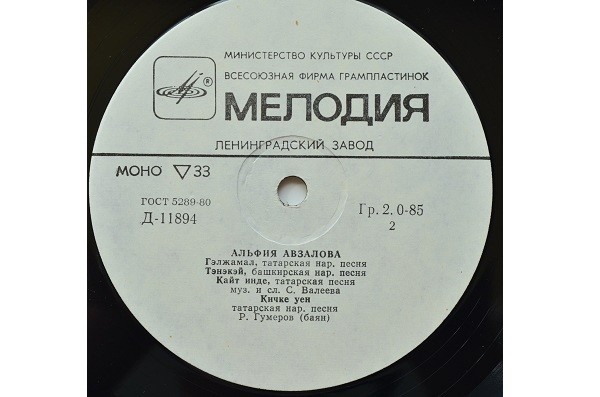 МИНИСТЕРСТВО КУЛЬТУРЫ СССР
ВСЕСОЮЗНАЯ ФИРМА ГРАМПЛАСТИНОК
®
МЕЛОДИЯ
ЛЕНИНГРАДСКИЙ ЗАВОД
МОНО ▽ 33
ГОСТ 5289-80
Д-11894
Гр. 2. 0-85
2
АЛЬФИЯ АВЗАЛОВА
Гэлжамал, татарская нар. песня
Тэнэкэй, башкирская нар. песня
Кайт инде, татарская песня
муз. и сл. С. Валеева
Кичке уен
татарская нар. песня
Р. Гумеров (баян)